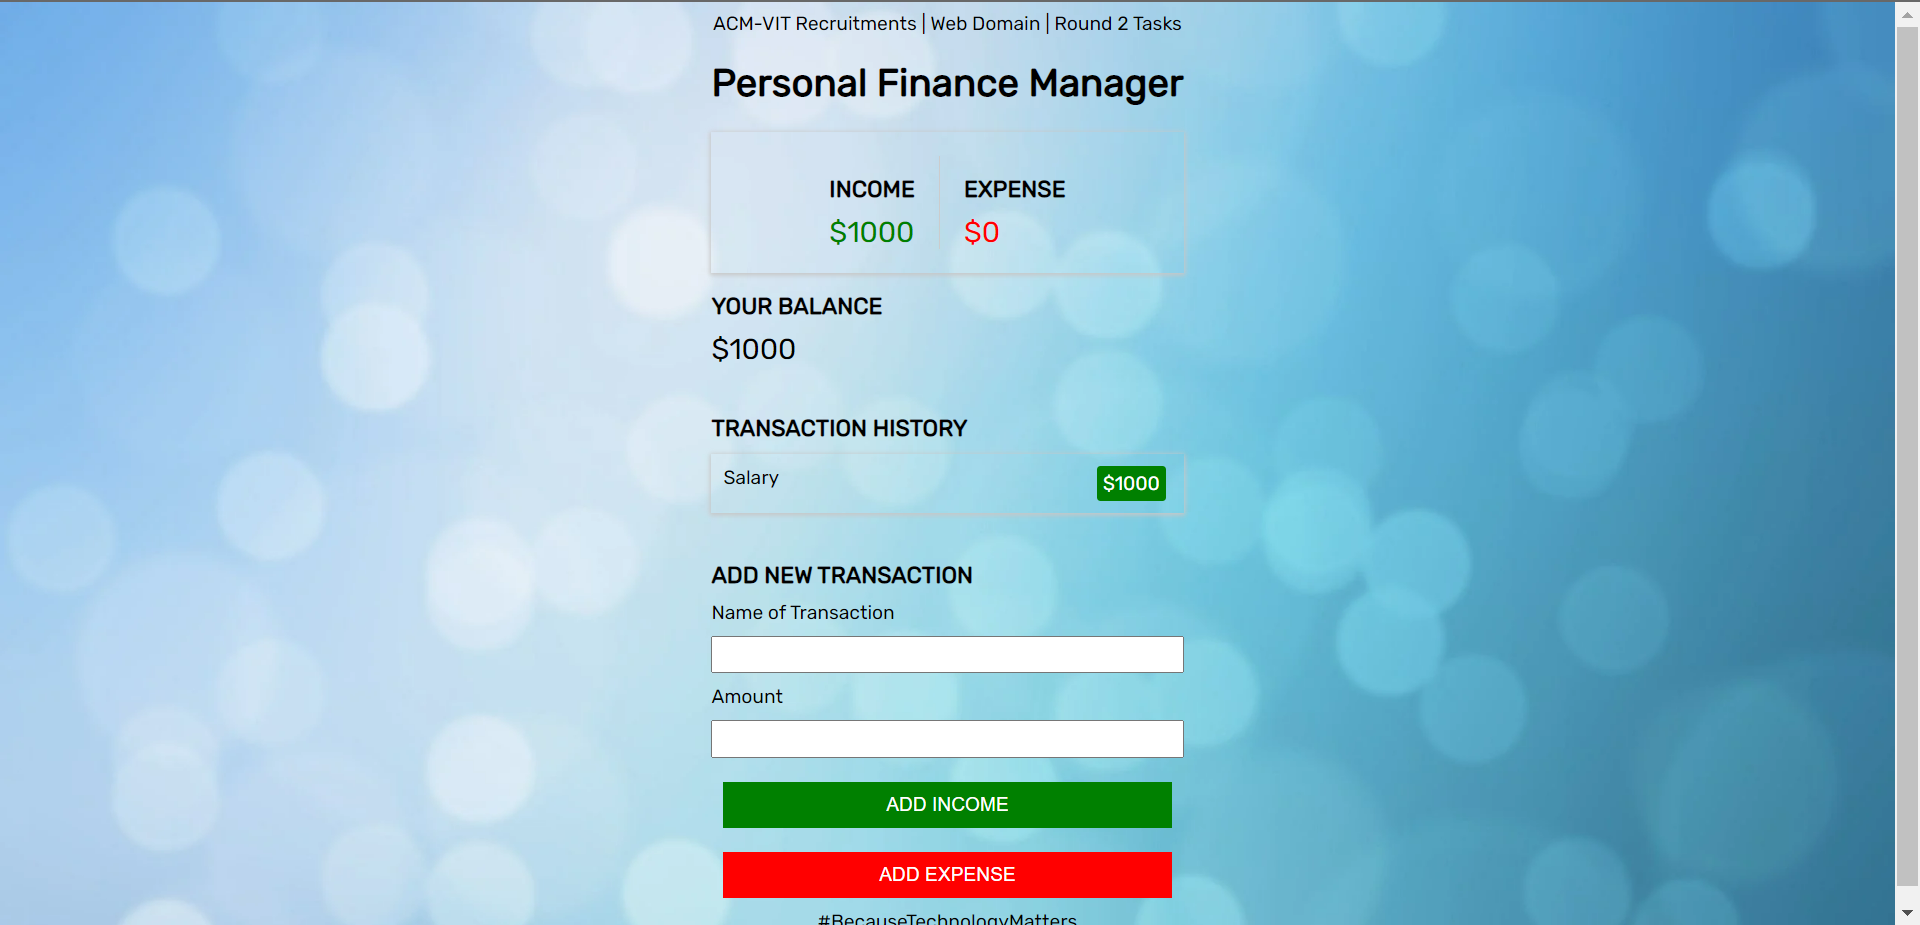 ACM-VIT Recruitments | Web Domain | Round 2 Tasks
Personal Finance Manager
INCOME EXPENSE
$1000 $0
YOUR BALANCE
$1000
TRANSACTION HISTORY
Salary $1000
ADD NEW TRANSACTION
Name of Transaction
Amount
ADD INCOME
ADD EXPENSE
#BecauseTechnologyMatters